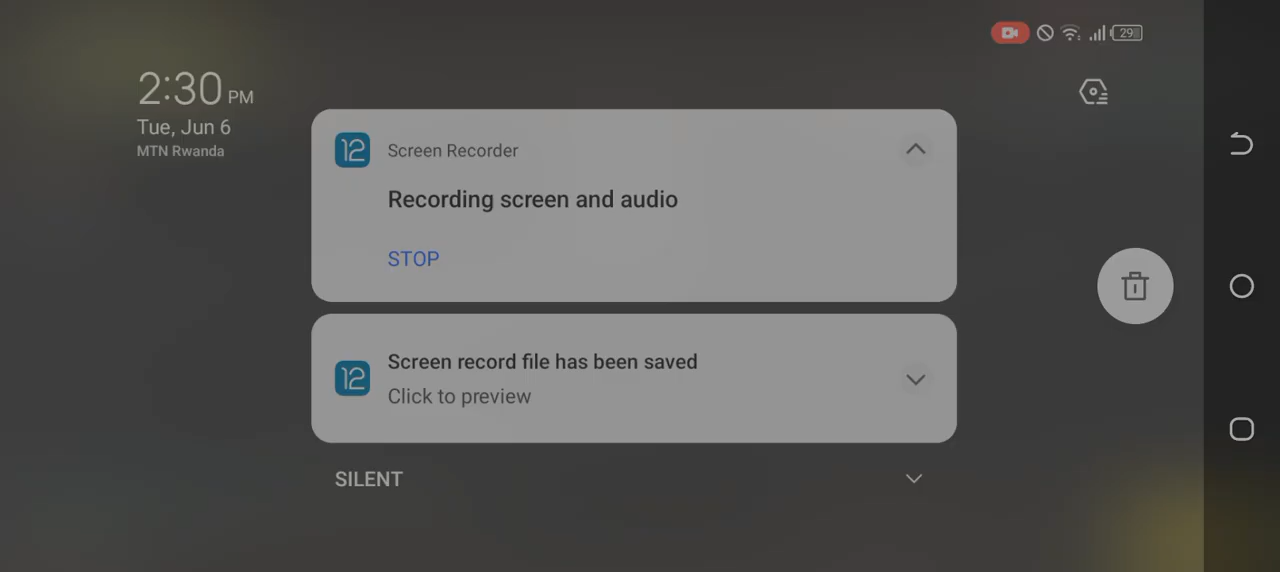 29
2:30 PM
Tue, Jun 6
MTN Rwanda
12 Screen Recorder
Recording screen and audio
STOP
12 Screen record file has been saved
Click to preview
SILENT